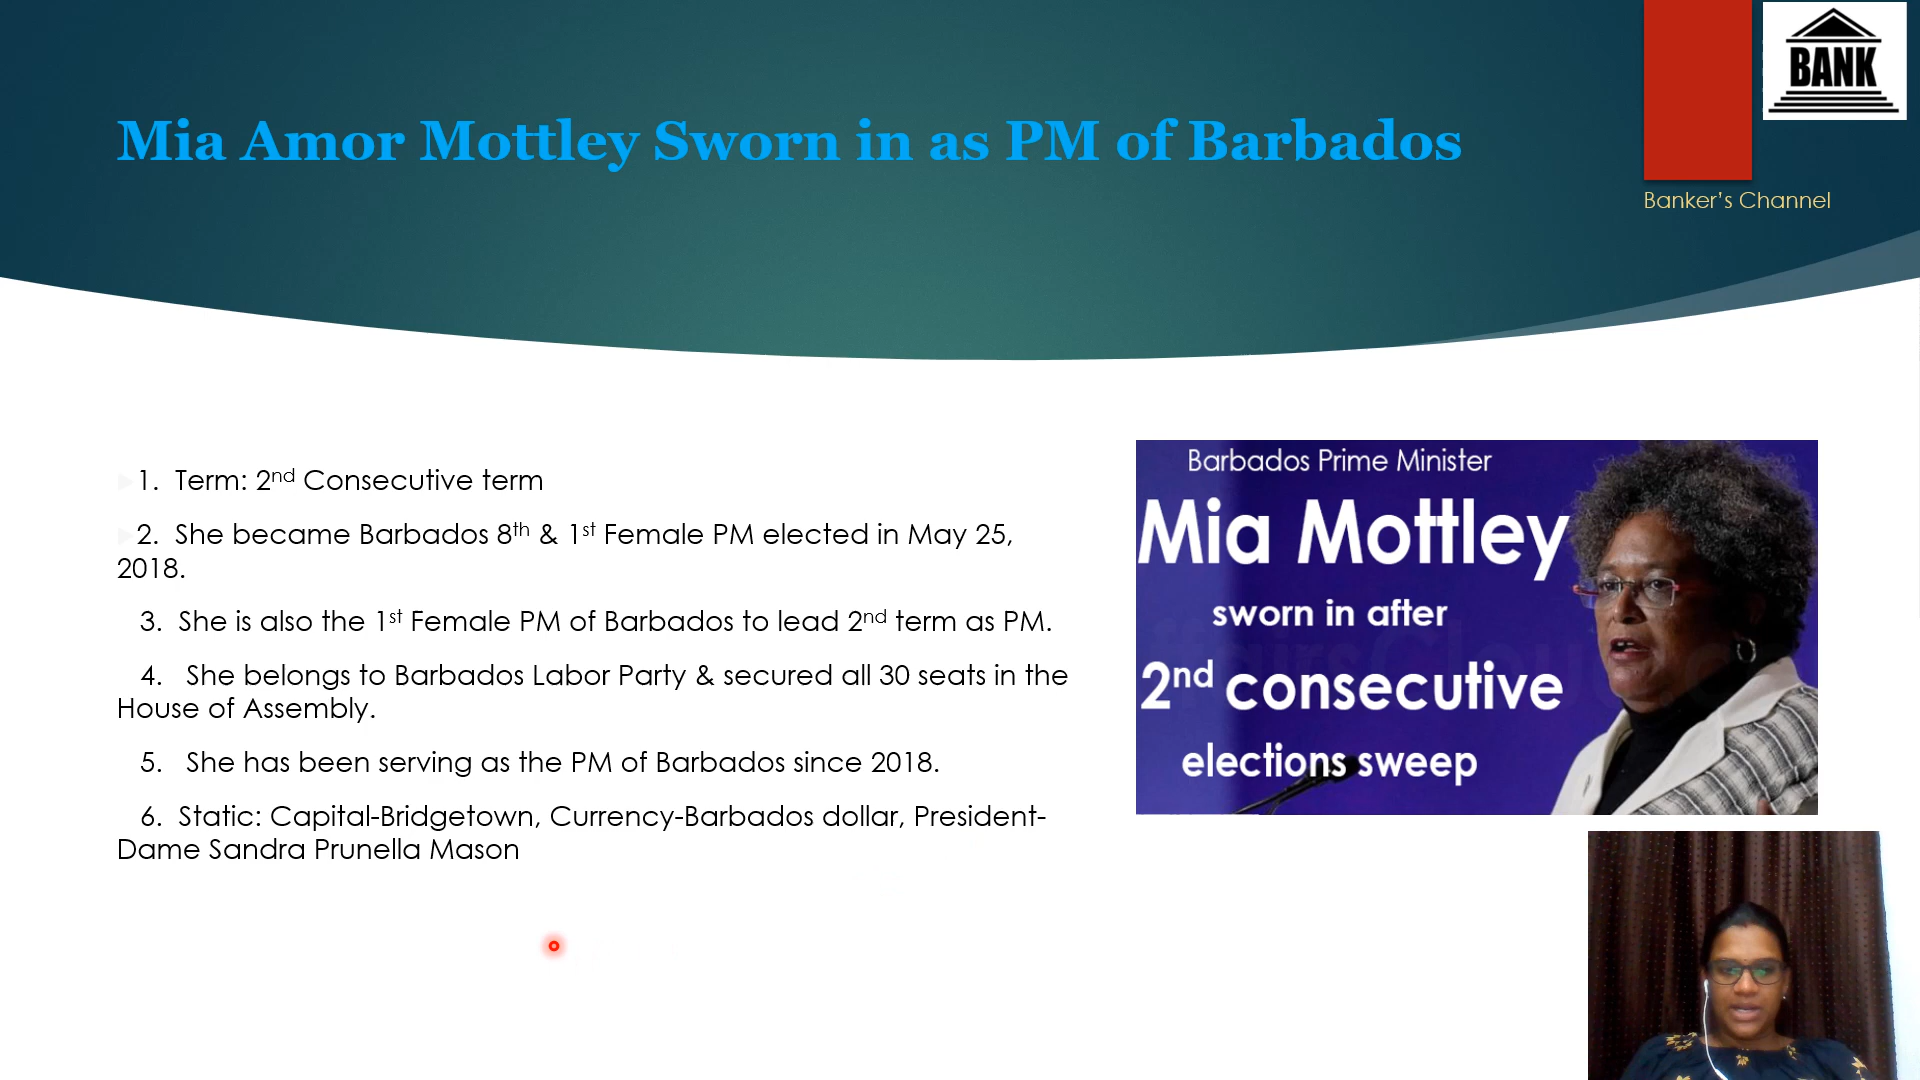 BANK
Mia Amor Mottley Sworn in as PM of Barbados
Banker's Channel
1. Term: 2nd Consecutive term
2. She became Barbados 8th & 1st Female PM elected in May 25,
2018.
3. She is also the 1st Female PM of Barbados to lead 2nd term as PM.
4. She belongs to Barbados Labor Party & secured all 30 seats in the
House of Assembly.
5. She has been serving as the PM of Barbados since 2018.
6. Static: Capital-Bridgetown, Currency-Barbados dollar, President-
Dame Sandra Prunella Mason
Barbados Prime Minister
Mia Mottley
sworn in after
2nd consecutive
elections sweep